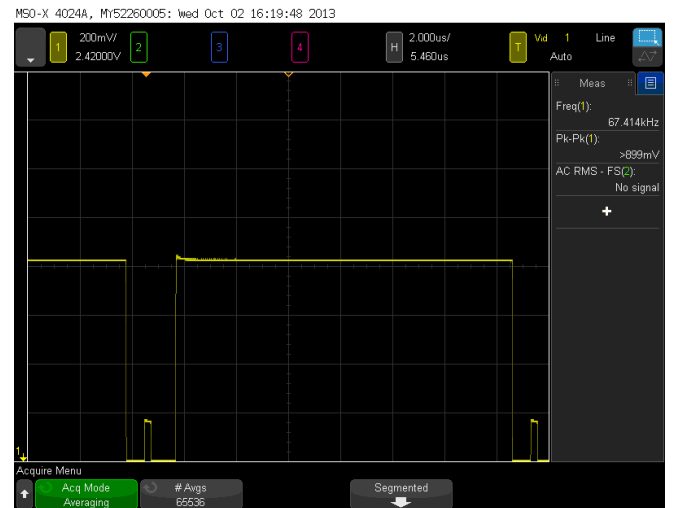 MSO-X 4024A, MY52260005: Wed Oct 02 16:19:48 2013
1 200mV/ 2.42000V 2 3 4 H 2.000us/ 5.460us T Vid 1 Line Auto
Meas
Freq(1):
67.414kHz
Pk-Pk(1):
>899mV
AC RMS - FS(2):
No signal
+
1
Acquire Menu
Acq Mode
Averaging
# Avgs
65536
Segmented